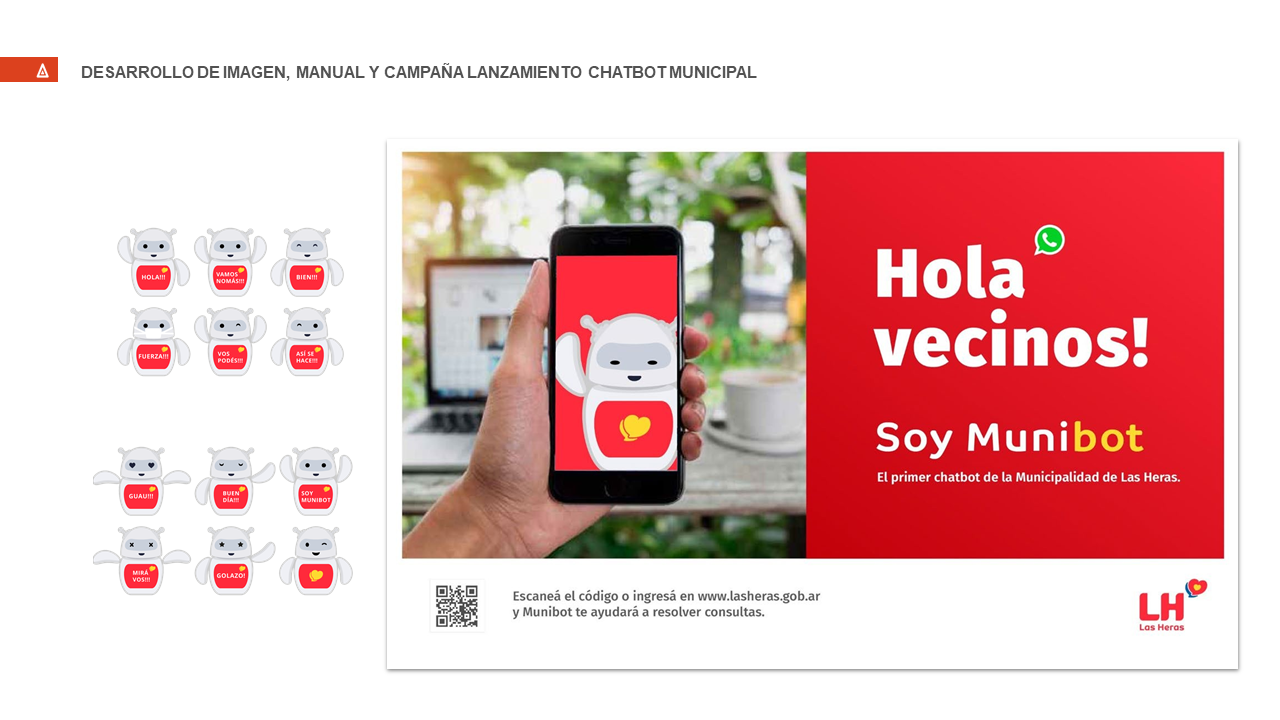 DESARROLLO DE IMAGEN, MANUAL Y CAMPAÑA LANZAMIENTO CHATBOT MUNICIPAL
HOLA!!!
VAMOS
NOMÁS!!!
BIEN!!!
FUERZA!!!
VOS
PODÉS!!!
ASÍ SE
HACE!!!
GUAU!!!
BUEN
DÍA!!!
SOY
MUNIBOT
MIRÁ
VOS!!!
GOLAZO!
Hola
vecinos!
Soy Munibot
El primer chatbot de la Municipalidad de Las Heras.
Escaneá el código o ingresá en www.lasheras.gob.ar
y Munibot te ayudará a resolver consultas.
LH
Las Heras